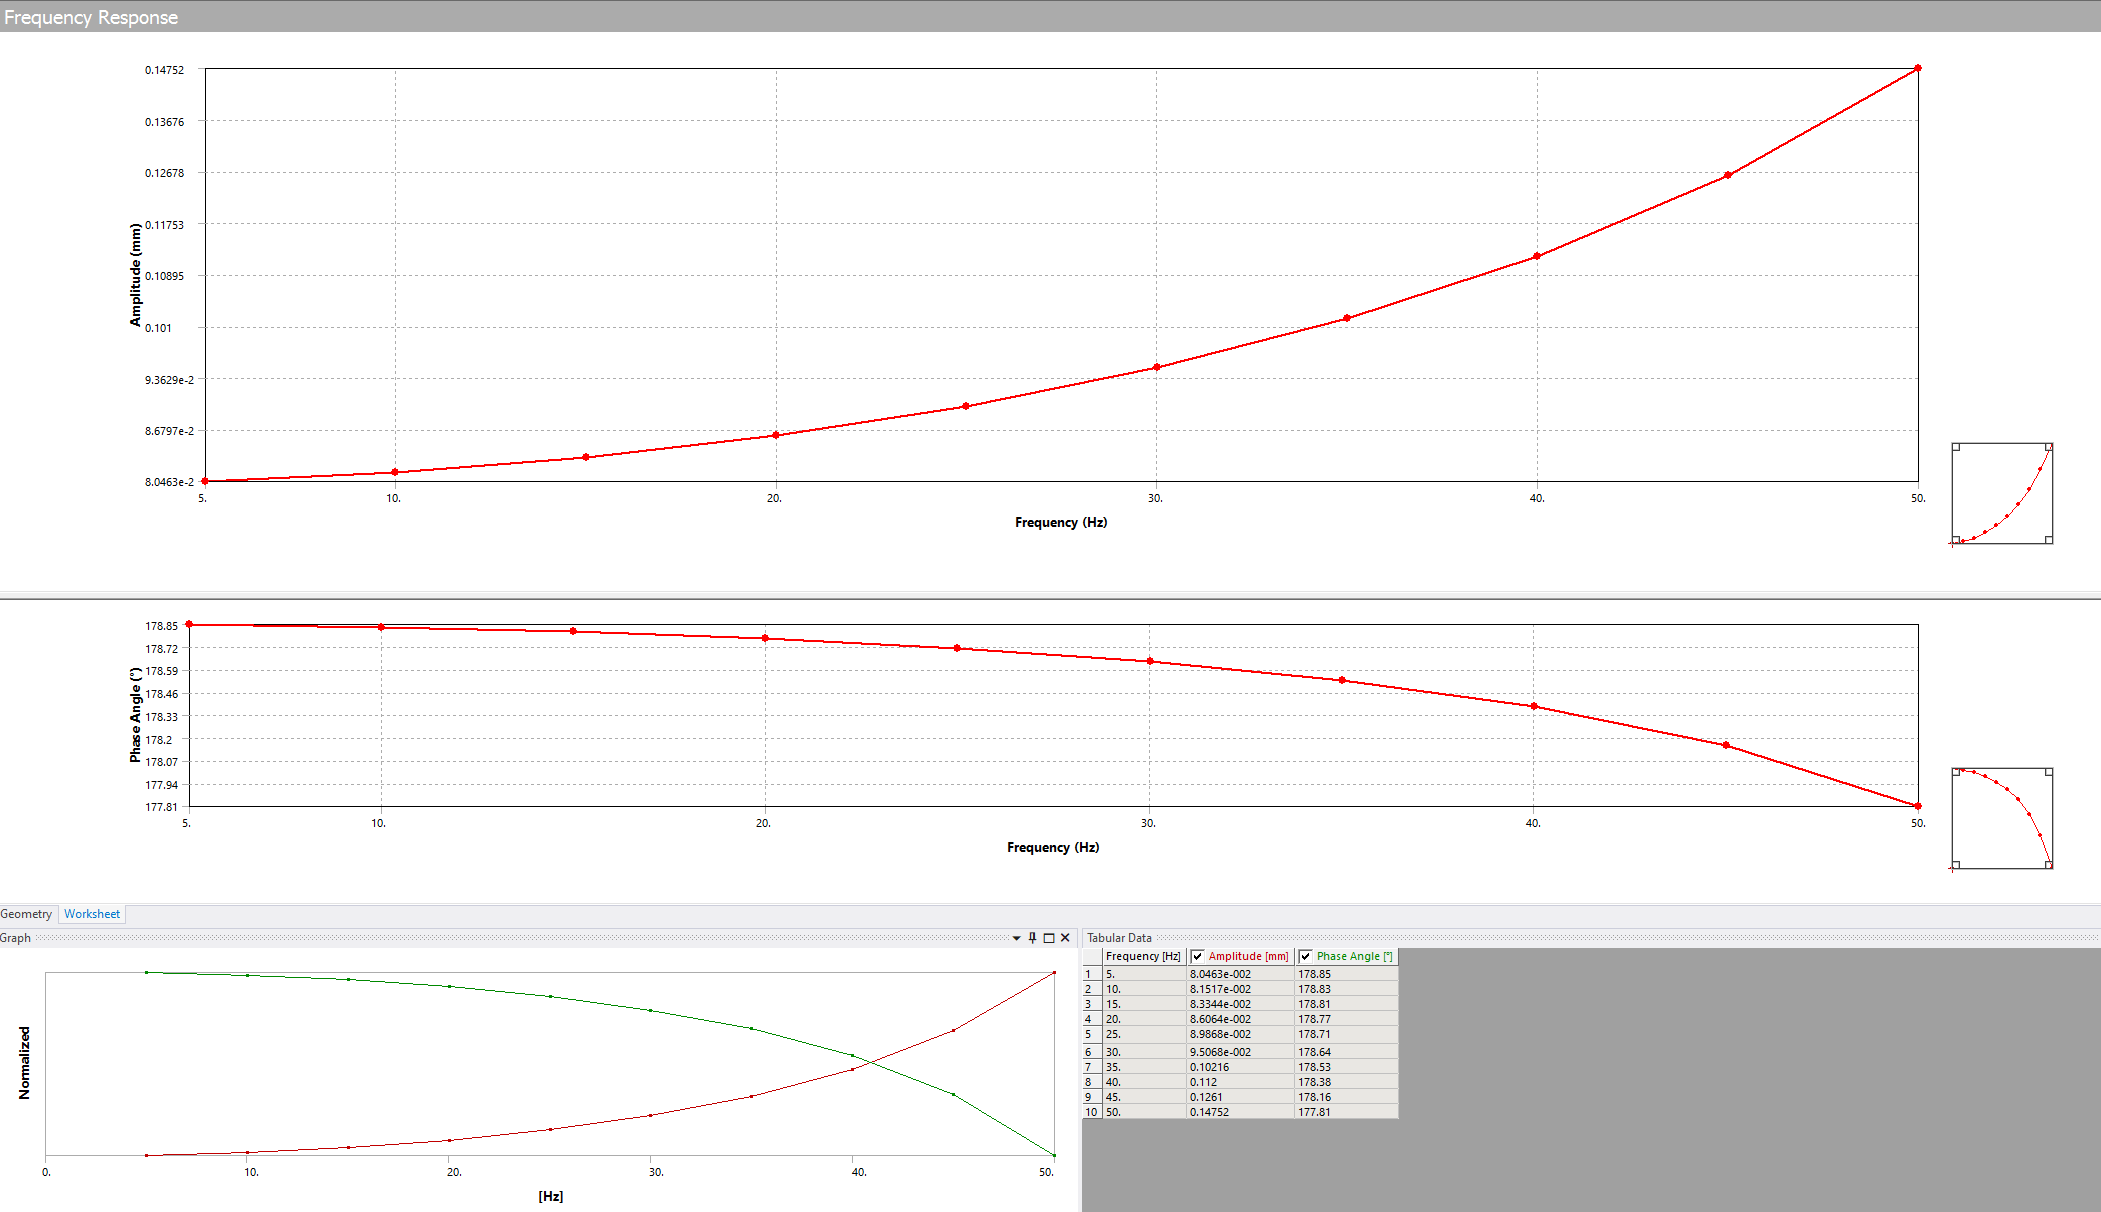 Frequency Response
0.14752
0.13676
0.12678
0.11753
0.10895
0.101
9.3629e-2
8.6797e-2
8.0463e-2
Amplitude (mm)
5. 10. 20. 30. 40. 50.
Frequency (Hz)
178.85
178.72
178.59
178.46
178.33
178.2
178.07
177.94
177.81
Phase Angle (°)
5. 10. 20. 30. 40. 50.
Frequency (Hz)
Geometry Worksheet
Graph
Normalized
0. 10. 20. 30. 40. 50.
[Hz]
Tabular Data
Frequency [Hz] Amplitude [mm] Phase Angle [°]
1 5. 8.0463e-002 178.85
2 10. 8.1517e-002 178.83
3 15. 8.3344e-002 178.81
4 20. 8.6064e-002 178.77
5 25. 8.9868e-002 178.71
6 30. 9.5068e-002 178.64
7 35. 0.10216 178.53
8 40. 0.112 178.38
9 45. 0.1261 178.16
10 50. 0.14752 177.81